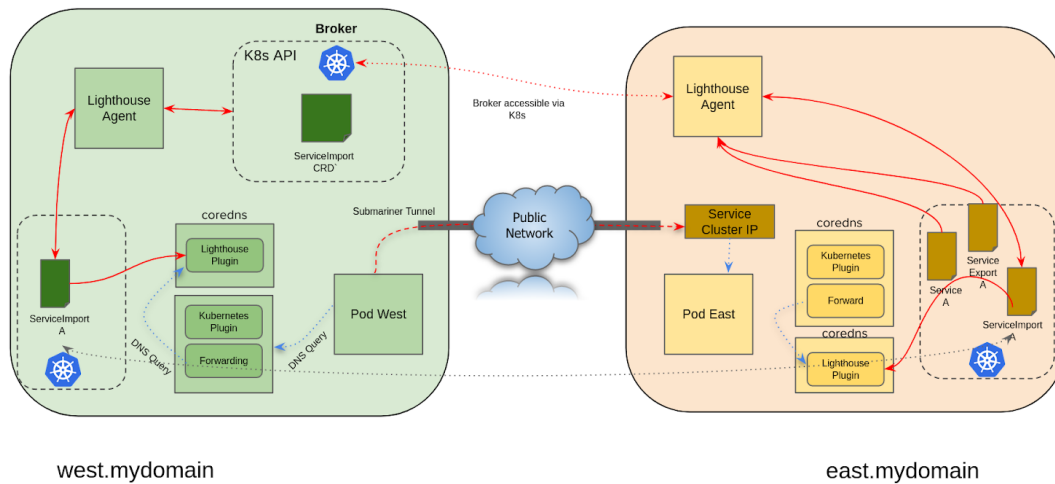 Broker
K8s API
Lighthouse
Agent
ServiceImport
CRD`
Broker accessible via
K8s
Lighthouse
Agent
Submariner Tunnel
Public
Network
Service
Cluster IP
coredns
Lighthouse
Plugin
Kubernetes
Plugin
Forwarding
DNS Query
DNS Query
Pod West
ServiceImport
A
Pod East
coredns
Kubernetes
Plugin
Forward
coredns
Lighthouse
Plugin
Service
A
Service
Export
A
ServiceImport
A
west.mydomain
east.mydomain